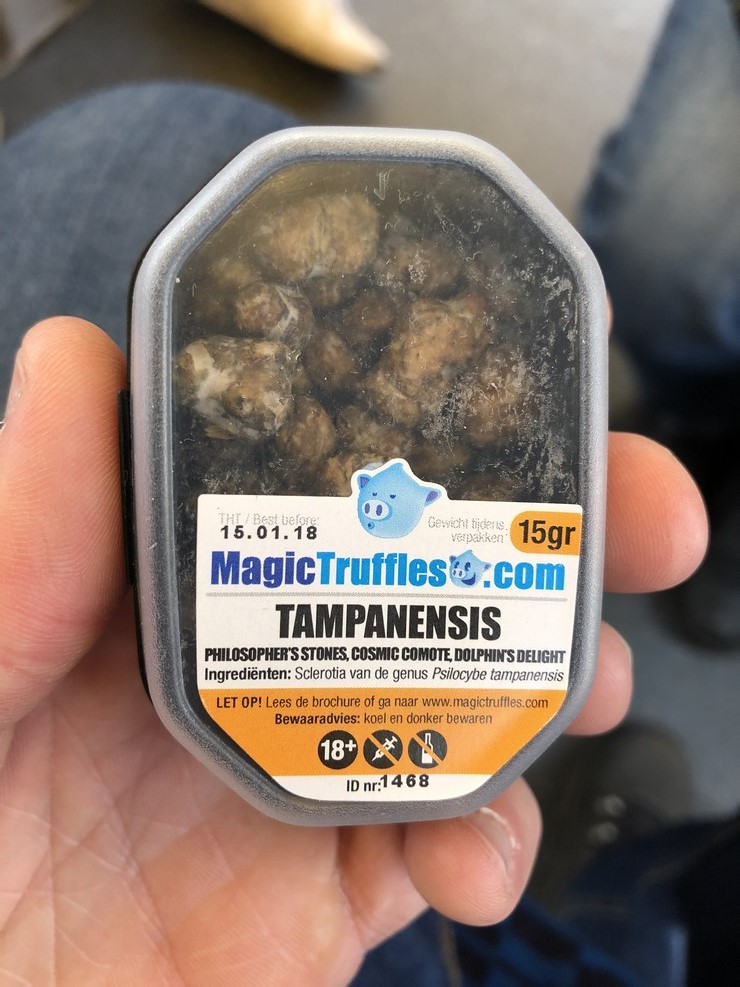 THT / Best before:
15.01.18
Gewicht tijdens
verpakken
15gr
MagicTruffles.com
TAMPANENSIS
PHILOSOPHER'S STONES, COSMIC COMOTE, DOLPHIN'S DELIGHT
Ingrediënten: Sclerotia van de genus Psilocybe tampanensis
LET OP! Lees de brochure of ga naar www.magictruffles.com
Bewaaradvies: koel en donker bewaren
18+
ID nr:1468